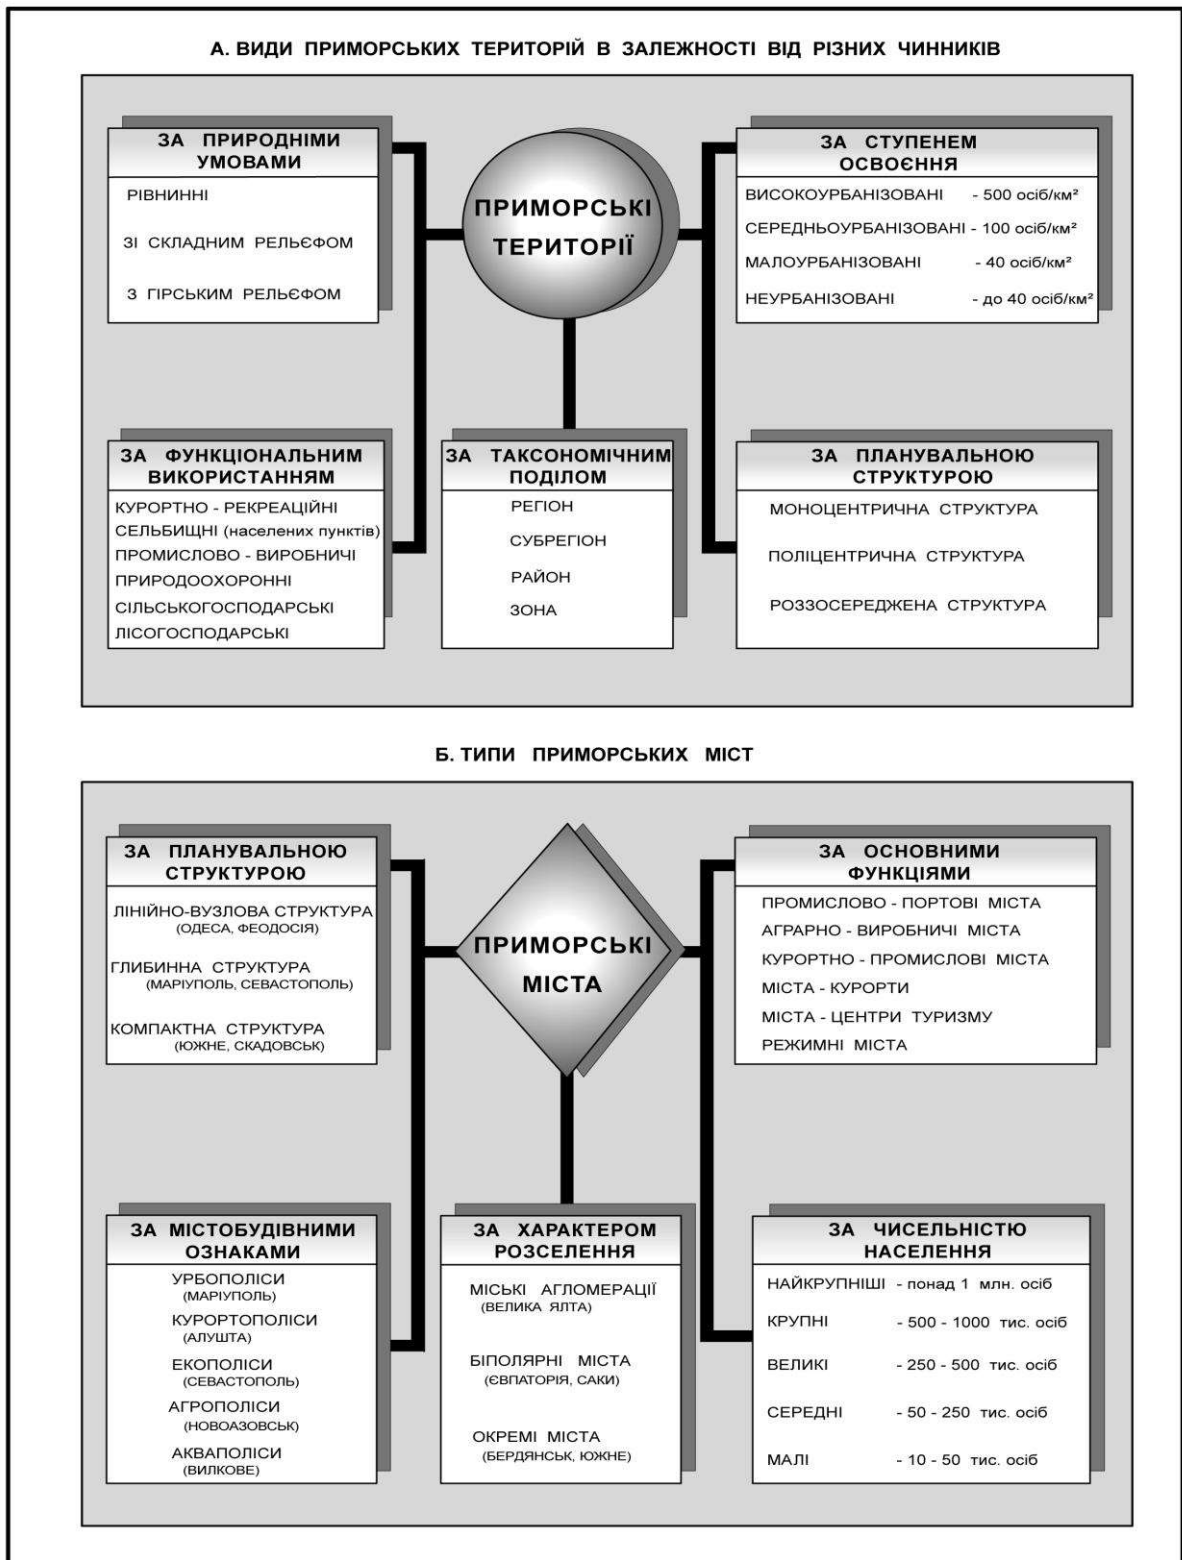 А. ВИДИ ПРИМОРСЬКИХ ТЕРИТОРІЙ В ЗАЛЕЖНОСТІ ВІД РІЗНИХ ЧИННИКІВ
ЗА ПРИРОДНІМИ
УМОВАМИ
РІВНИННІ
ЗІ СКЛАДНИМ РЕЛЬЄФОМ
З ГІРСЬКИМ РЕЛЬЄФОМ
ПРИМОРСЬКІ
ТЕРИТОРІЇ
ЗА СТУПЕНЕМ
ОСВОЄННЯ
ВИСОКОУРБАНІЗОВАНІ - 500 осіб/км²
СЕРЕДНЬОУРБАНІЗОВАНІ - 100 осіб/км²
МАЛОУРБАНІЗОВАНІ - 40 осіб/км²
НЕУРБАНІЗОВАНІ - до 40 осіб/км²
ЗА ФУНКЦІОНАЛЬНИМ
ВИКОРИСТАННЯМ
КУРОРТНО - РЕКРЕАЦІЙНІ
СЕЛЬБИЩНІ (населених пунктів)
ПРОМИСЛОВО - ВИРОБНИЧІ
ПРИРОДООХОРОННІ
СІЛЬСЬКОГОСПОДАРСЬКІ
ЛІСОГОСПОДАРСЬКІ
ЗА ТАКСОНОМІЧНИМ
ПОДІЛОМ
РЕГІОН
СУБРЕГІОН
РАЙОН
ЗОНА
ЗА ПЛАНУВАЛЬНОЮ
СТРУКТУРОЮ
МОНОЦЕНТРИЧНА СТРУКТУРА
ПОЛІЦЕНТРИЧНА СТРУКТУРА
РОЗЗОСЕРЕДЖЕНА СТРУКТУРА
Б. ТИПИ ПРИМОРСЬКИХ МІСТ
ЗА ПЛАНУВАЛЬНОЮ
СТРУКТУРОЮ
ЛІНІЙНО-ВУЗЛОВА СТРУКТУРА
(ОДЕСА, ФЕОДОСІЯ)
ГЛИБИННА СТРУКТУРА
(МАРІУПОЛЬ, СЕВАСТОПОЛЬ)
КОМПАКТНА СТРУКТУРА
(ЮЖНЕ, СКАДОВСЬК)
ПРИМОРСЬКІ
МІСТА
ЗА ОСНОВНИМИ
ФУНКЦІЯМИ
ПРОМИСЛОВО - ПОРТОВІ МІСТА
АГРАРНО - ВИРОБНИЧІ МІСТА
КУРОРТНО - ПРОМИСЛОВІ МІСТА
МІСТА - КУРОРТИ
МІСТА - ЦЕНТРИ ТУРИЗМУ
РЕЖИМНІ МІСТА
ЗА МІСТОБУДІВНИМИ
ОЗНАКАМИ
УРБОПОЛІСИ
(МАРІУПОЛЬ)
КУРОРТОПОЛІСИ
(АЛУШТА)
ЕКОПОЛІСИ
(СЕВАСТОПОЛЬ)
АГРОПОЛІСИ
(НОВОАЗОВСЬК)
АКВАПОЛІСИ
(ВИЛКОВЕ)
ЗА ХАРАКТЕРОМ
РОЗСЕЛЕННЯ
МІСЬКІ АГЛОМЕРАЦІЇ
(ВЕЛИКА ЯЛТА)
БІПОЛЯРНІ МІСТА
(ЄВПАТОРІЯ, САКИ)
ОКРЕМІ МІСТА
(БЕРДЯНСЬК, ЮЖНЕ)
ЗА ЧИСЕЛЬНІСТЮ
НАСЕЛЕННЯ
НАЙКРУПНІШІ - понад 1 млн. осіб
КРУПНІ - 500 - 1000 тис. осіб
ВЕЛИКІ - 250 - 500 тис. осіб
СЕРЕДНІ - 50 - 250 тис. осіб
МАЛІ - 10 - 50 тис. осіб